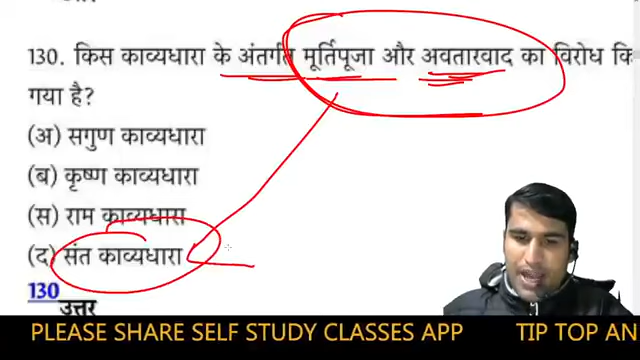 130. किस काव्यधारा के अंतर्गत मूर्तिपूजा और अवतारवाद का विरोध कि
गया है?
(अ) सगुण काव्यधारा
(ब) कृष्ण काव्यधारा
(स) राम काव्यधारा
(द) संत काव्यधारा
130
उत्तर
PLEASE SHARE SELF STUDY CLASSES APP TIP TOP AN